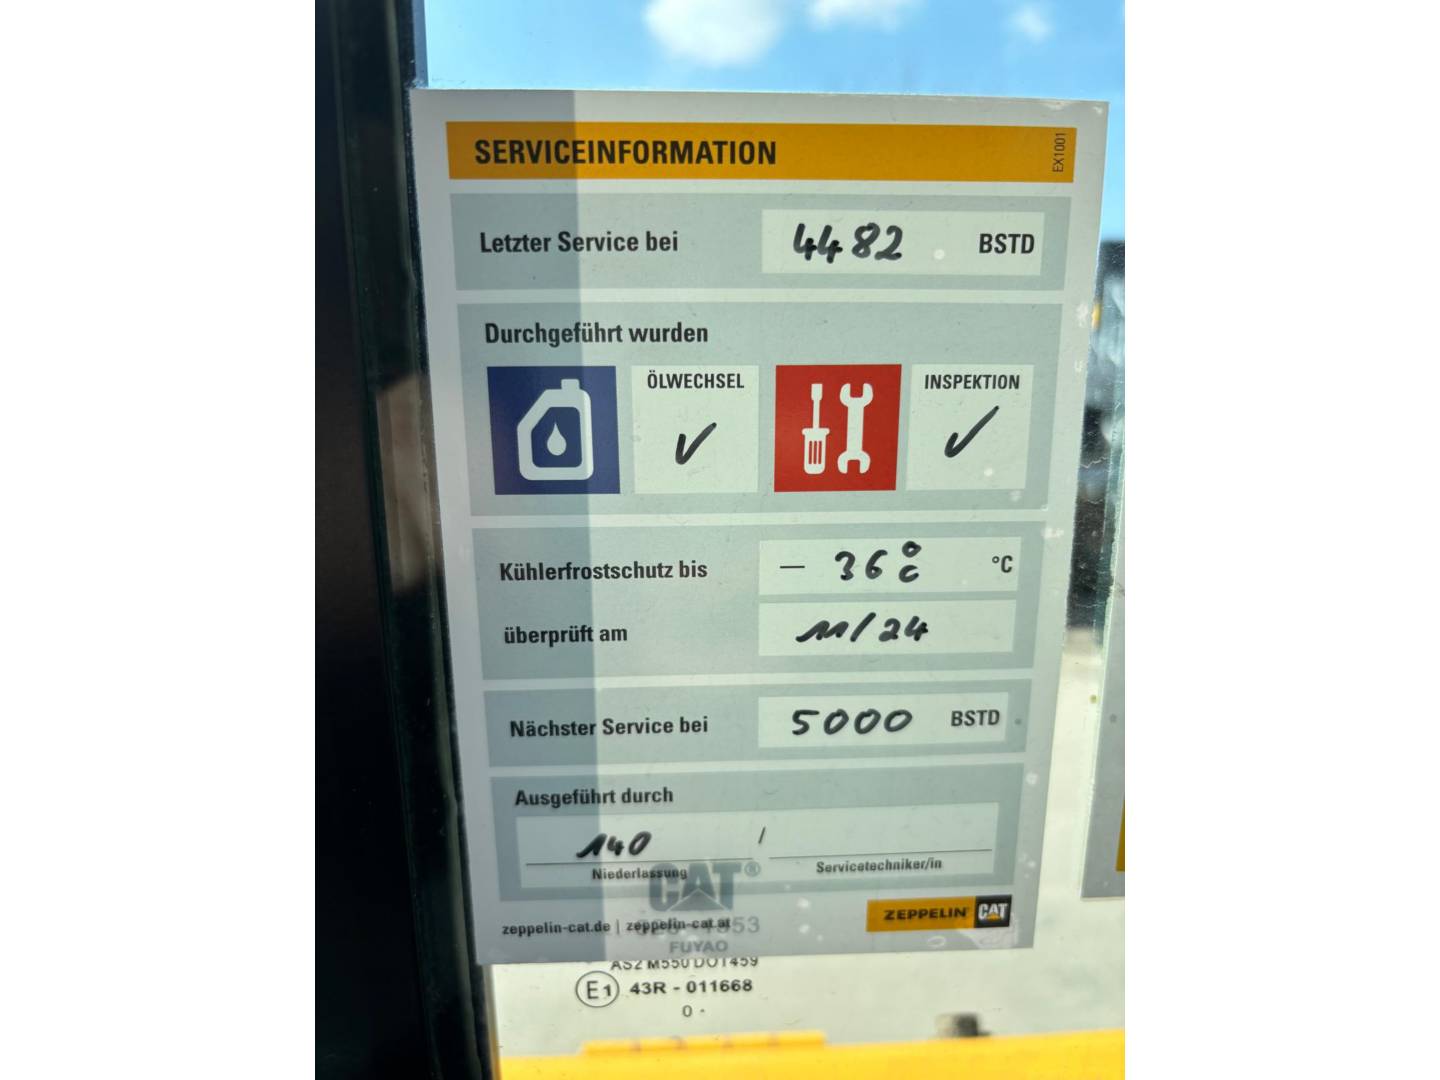 SERVICEINFORMATION
EX1001
Letzter Service bei 4482 BSTD
Durchgeführt wurden
ÖLWECHSEL ✓ INSPEKTION ✓
Kühlerfrostschutz bis – 36°C °C
überprüft am 11/24
Nächster Service bei 5000 BSTD
Ausgeführt durch
140 /
Niederlassung Servicetechniker/in
CAT®
zeppelin-cat.de | zeppelin-cat.at
ZEPPELIN CAT
FUYAO
AS2 M550 DOT459
E1 43R - 011668